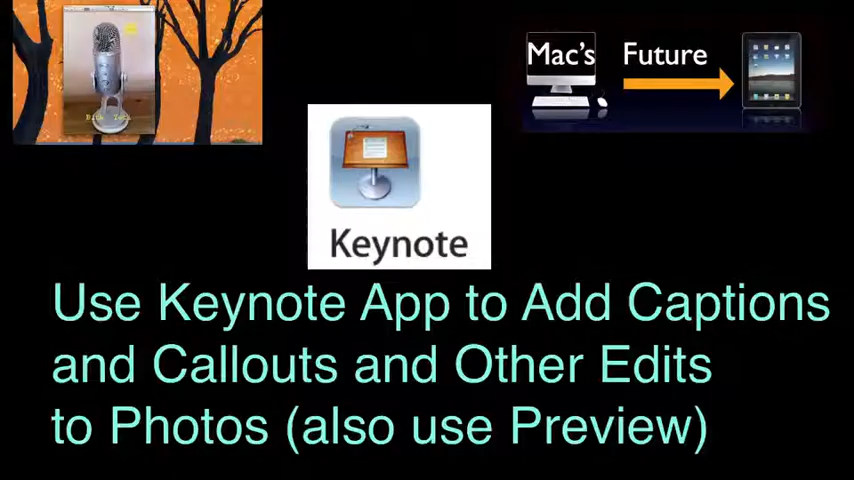 Mac's Future
Keynote
Use Keynote App to Add Captions
and Callouts and Other Edits
to Photos (also use Preview)